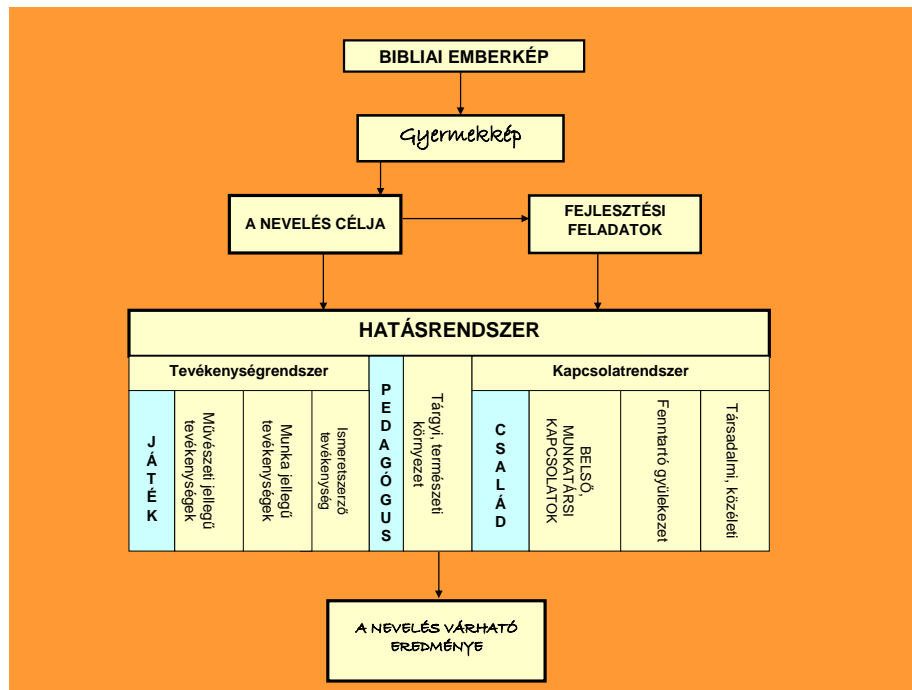 BIBLIAI EMBERKÉP
Gyermekkép
A NEVELÉS CÉLJA
FEJLESZTÉSI
FELADATOK
HATÁSRENDSZER
Tevékenységrendszer
JÁTÉK
Művészeti jellegű
tevékenységek
Munka jellegű
tevékenységek
Ismeretszerző
tevékenység
PEDAGÓGUS
Tárgyi, természeti
környezet
Kapcsolatrendszer
CSALÁD
BELSŐ,
MUNKATÁRSI
KAPCSOLATOK
Fenntartó gyülekezet
Társadalmi, közéleti
A NEVELÉS VÁRHATÓ
EREDMÉNYE